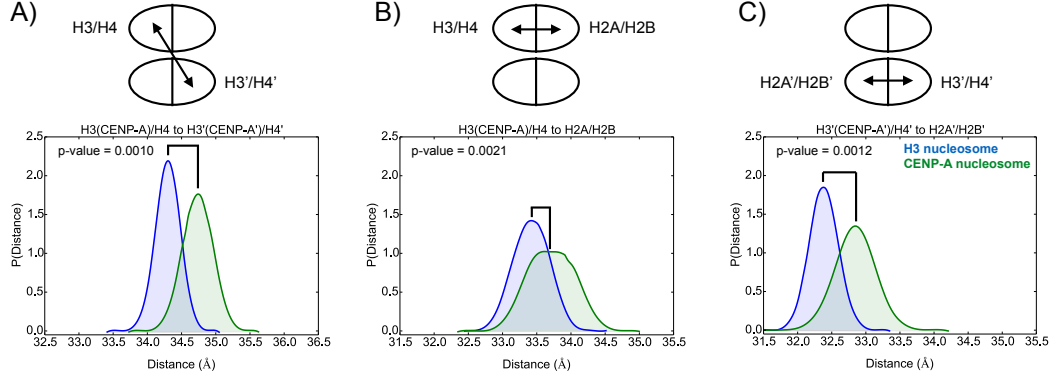 A)
H3/H4
H3'/H4'
H3(CENP-A)/H4 to H3'(CENP-A')/H4'
p-value = 0.0010
P(Distance)
2.5
2.0
1.5
1.0
0.5
0.0
32.5 33.0 33.5 34.0 34.5 35.0 35.5 36.0 36.5
Distance (Å)
B)
H3/H4
H2A/H2B
H3(CENP-A)/H4 to H2A/H2B
p-value = 0.0021
P(Distance)
2.5
2.0
1.5
1.0
0.5
0.0
31.5 32.0 32.5 33.0 33.5 34.0 34.5 35.0 35.5
Distance (Å)
C)
H2A'/H2B'
H3'/H4'
H3'(CENP-A')/H4' to H2A'/H2B'
p-value = 0.0012
H3 nucleosome
CENP-A nucleosome
P(Distance)
2.5
2.0
1.5
1.0
0.5
0.0
31.5 32.0 32.5 33.0 33.5 34.0 34.5 35.0 35.5
Distance (Å)